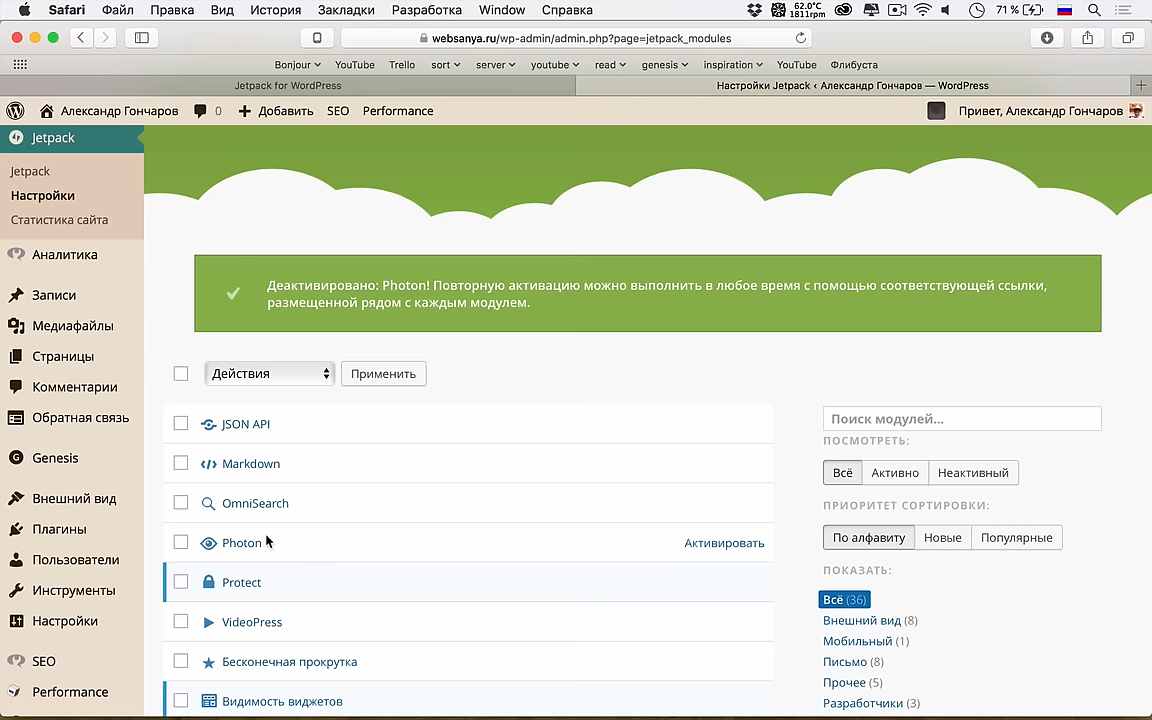 Safari Файл Правка Вид История Закладки Разработка Window Справка 62.0°C 1811rpm 71 %
websanya.ru/wp-admin/admin.php?page=jetpack_modules
Bonjour YouTube Trello sort server youtube read genesis inspiration YouTube Флибуста
Jetpack for WordPress Настройки Jetpack ‹ Александр Гончаров — WordPress
Александр Гончаров 0 Добавить SEO Performance Привет, Александр Гончаров
Jetpack
Jetpack
Настройки
Статистика сайта
Аналитика
Записи
Медиафайлы
Страницы
Комментарии
Обратная связь
Genesis
Внешний вид
Плагины
Пользователи
Инструменты
Настройки
SEO
Performance
Деактивировано: Photon! Повторную активацию можно выполнить в любое время с помощью соответствующей ссылки,
размещенной рядом с каждым модулем.
Действия Применить
JSON API
Markdown
OmniSearch
Photon Активировать
Protect
VideoPress
Бесконечная прокрутка
Видимость виджетов
Поиск модулей...
ПОСМОТРЕТЬ:
Всё Активно Неактивный
ПРИОРИТЕТ СОРТИРОВКИ:
По алфавиту Новые Популярные
ПОКАЗАТЬ:
Всё (36)
Внешний вид (8)
Мобильный (1)
Письмо (8)
Прочее (5)
Разработчики (3)